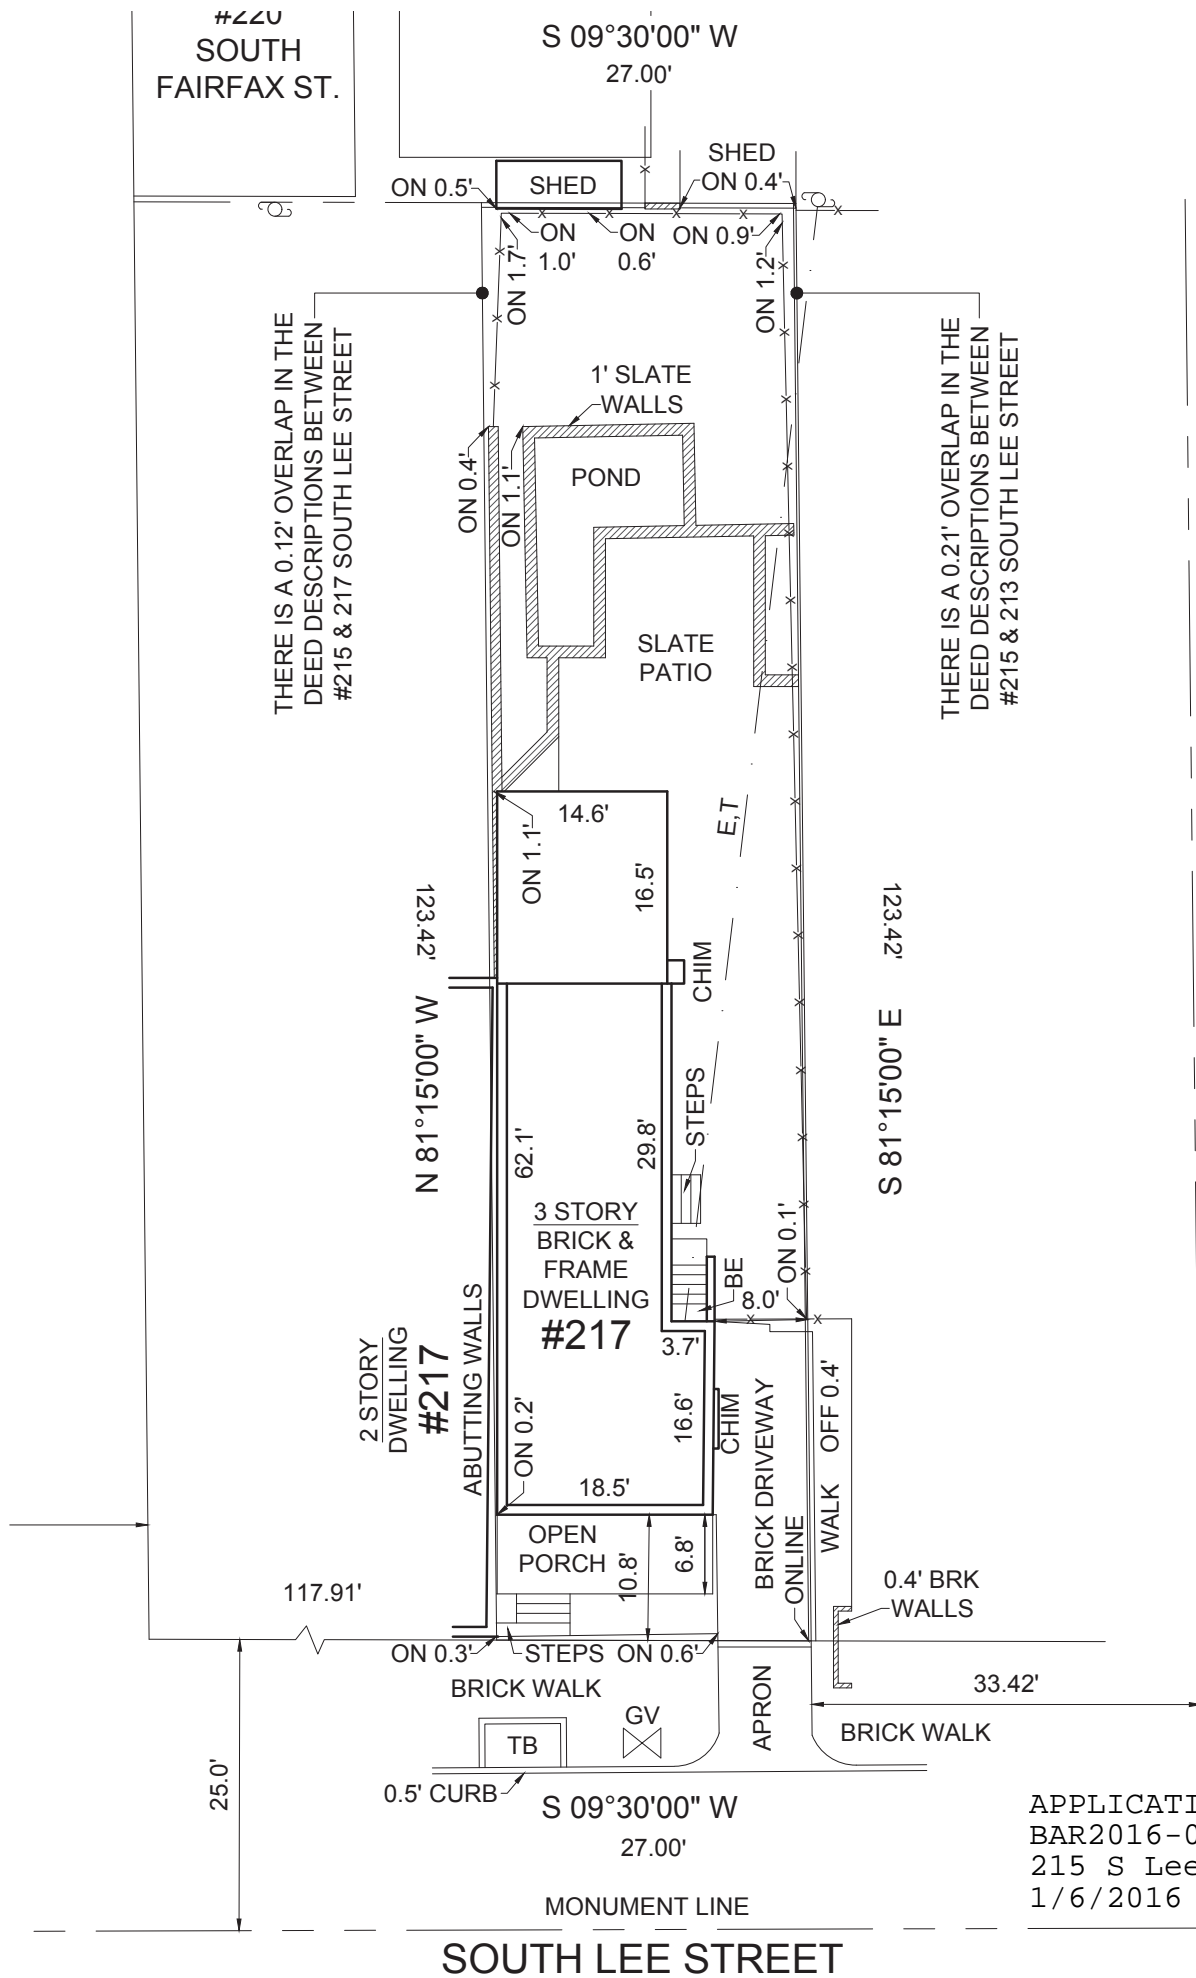 #220
SOUTH
FAIRFAX ST.
S 09°30'00" W
27.00'
SHED
ON 0.5'
SHED
ON 0.4'
ON
1.0'
ON
0.6'
ON 0.9'
ON 1.7'
ON 1.2'
THERE IS A 0.12' OVERLAP IN THE
DEED DESCRIPTIONS BETWEEN
#215 & 217 SOUTH LEE STREET
THERE IS A 0.21' OVERLAP IN THE
DEED DESCRIPTIONS BETWEEN
#215 & 213 SOUTH LEE STREET
1' SLATE
WALLS
ON 0.4'
ON 1.1'
POND
SLATE
PATIO
14.6'
E,T
ON 1.1'
16.5'
123.42'
123.42'
CHIM
N 81°15'00" W
S 81°15'00" E
STEPS
62.1'
29.8'
3 STORY
BRICK &
FRAME
DWELLING
#217
BE
ON 0.1'
8.0'
3.7'
2 STORY
DWELLING
#217
ABUTTING WALLS
ON 0.2'
16.6'
CHIM
BRICK DRIVEWAY
WALK
OFF 0.4'
18.5'
OPEN
PORCH
10.8'
6.8'
ONLINE
0.4' BRK
WALLS
117.91'
ON 0.3'
STEPS
ON 0.6'
BRICK WALK
33.42'
APRON
GV
BRICK WALK
TB
25.0'
0.5' CURB
S 09°30'00" W
27.00'
APPLICATI
BAR2016-0
215 S Lee
1/6/2016
MONUMENT LINE
SOUTH LEE STREET